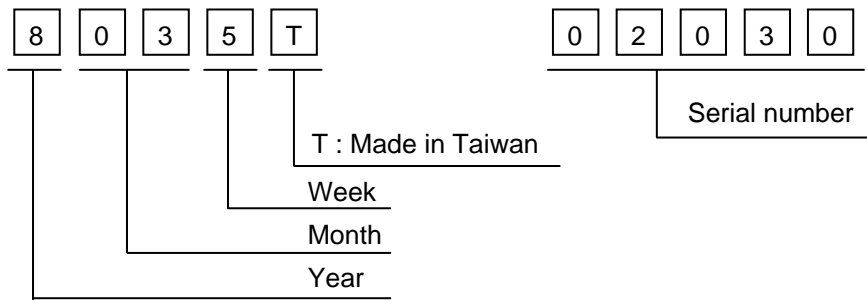 8 0 3 5 T 0 2 0 3 0
Serial number
T : Made in Taiwan
Week
Month
Year